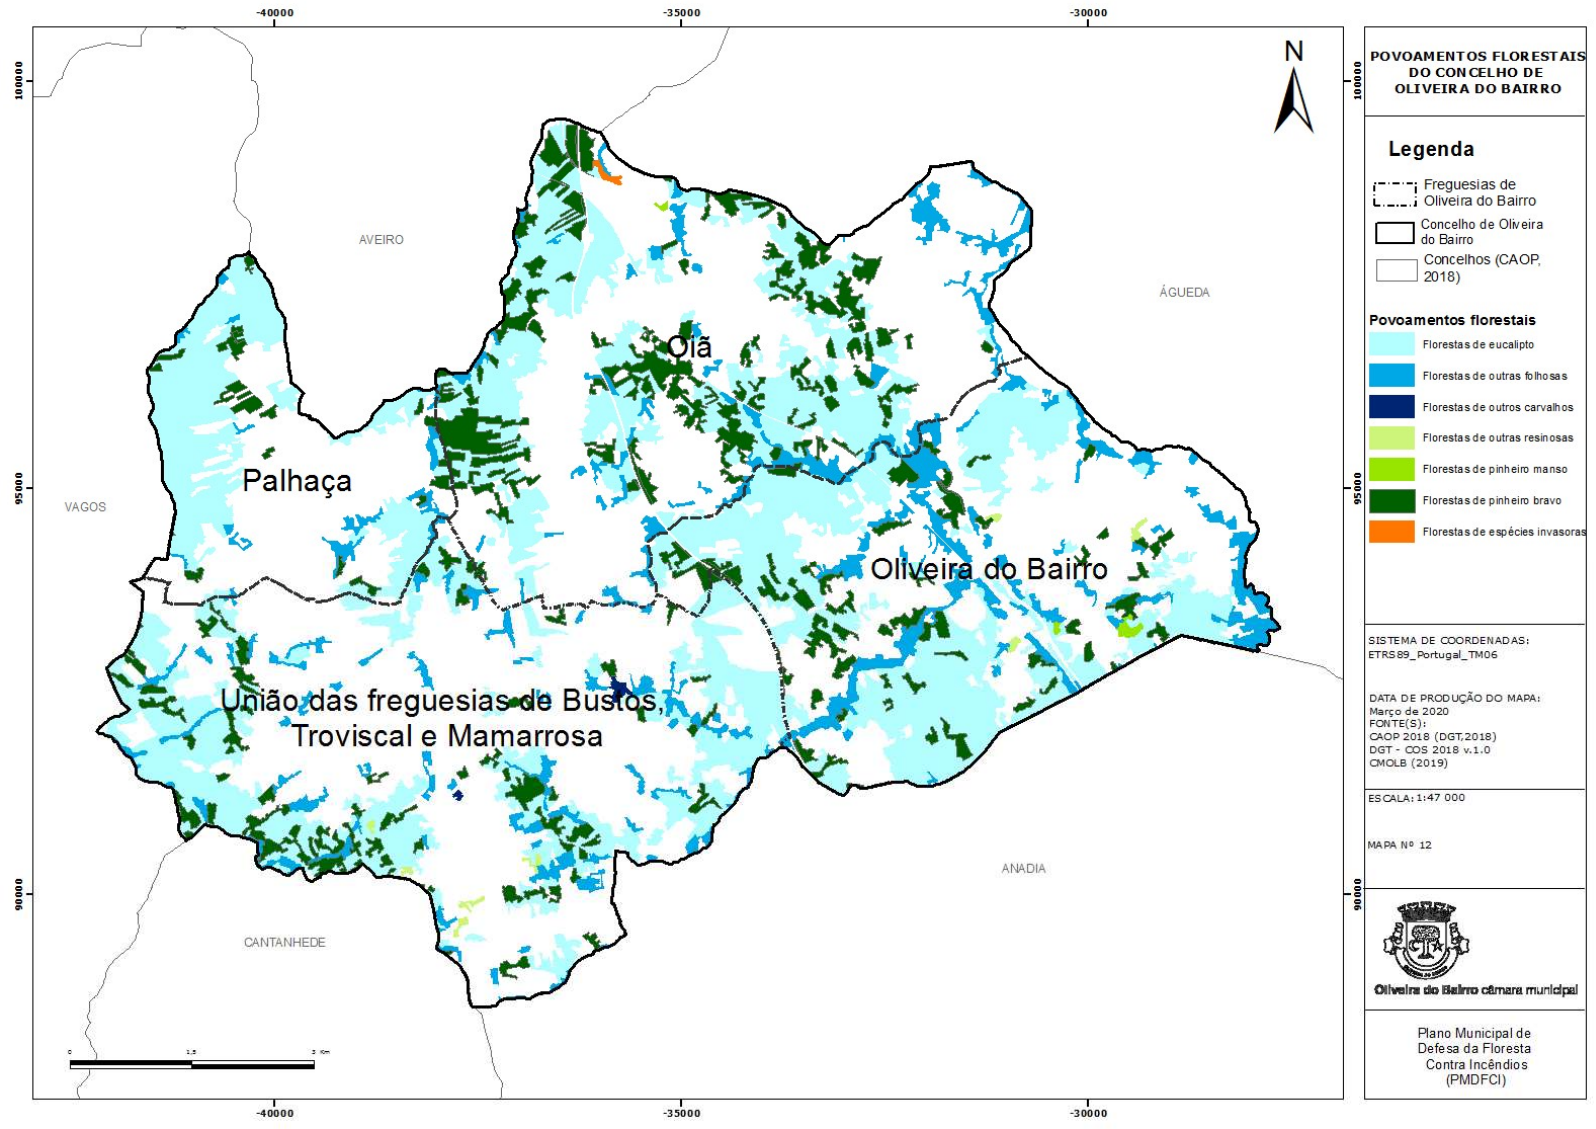 -40000
-35000
-30000
100000
100000
N
AVEIRO
ÁGUEDA
Oiã
Palhaça
VAGOS
95000
95000
Oliveira do Bairro
União das freguesias de Bustos,
Troviscal e Mamarrosa
ANADIA
90000
90000
CANTANHEDE
0
1,5
3 Km
-40000
-35000
-30000
POVOAMENTOS FLORESTAIS
DO CONCELHO DE
OLIVEIRA DO BAIRRO
Legenda
Freguesias de
Oliveira do Bairro
Concelho de Oliveira
do Bairro
Concelhos (CAOP,
2018)
Povoamentos florestais
Florestas de eucalipto
Florestas de outras folhosas
Florestas de outros carvalhos
Florestas de outras resinosas
Florestas de pinheiro manso
Florestas de pinheiro bravo
Florestas de espécies invasoras
SISTEMA DE COORDENADAS:
ETRS89_Portugal_TM06
DATA DE PRODUÇÃO DO MAPA:
Março de 2020
FONTE(S):
CAOP 2018 (DGT,2018)
DGT - COS 2018 v.1.0
CMOLB (2019)
ESCALA: 1:47 000
MAPA Nº 12
Oliveira do Bairro câmara municipal
Plano Municipal de
Defesa da Floresta
Contra Incêndios
(PMDFCI)